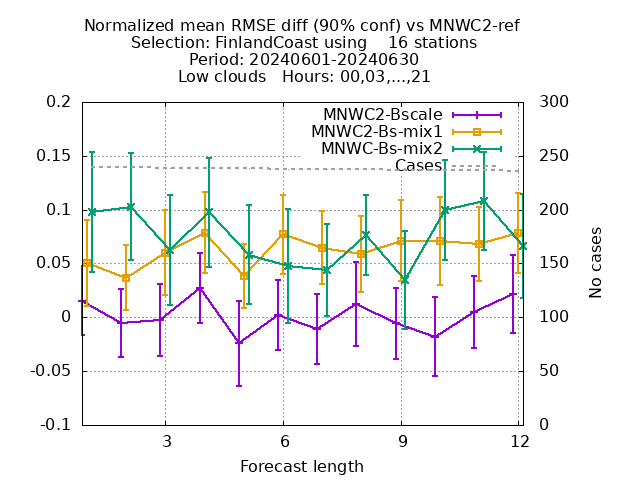 Normalized mean RMSE diff (90% conf) vs MNWC2-ref
Selection: FinlandCoast using    16 stations
Period: 20240601-20240630
Low clouds   Hours: 00,03,...,21
MNWC2-Bscale
MNWC2-Bs-mix1
MNWC-Bs-mix2
Cases
0.2
0.15
0.1
0.05
0
-0.05
-0.1
300
250
200
150
100
50
0
No cases
3
6
9
12
Forecast length